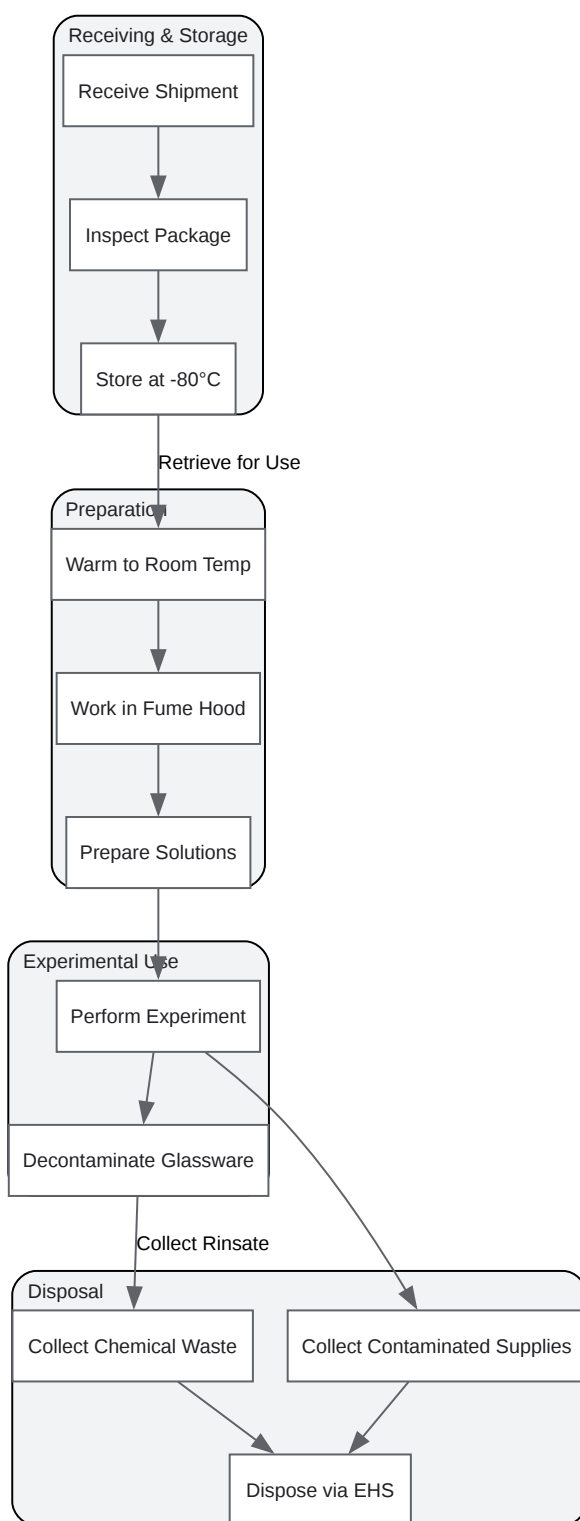 Receiving & Storage
Receive Shipment
Inspect Package
Store at -80°C
Retrieve for Use
Preparation
Warm to Room Temp
Work in Fume Hood
Prepare Solutions
Experimental Use
Perform Experiment
Decontaminate Glassware
Collect Rinsate
Disposal
Collect Chemical Waste
Collect Contaminated Supplies
Dispose via EHS